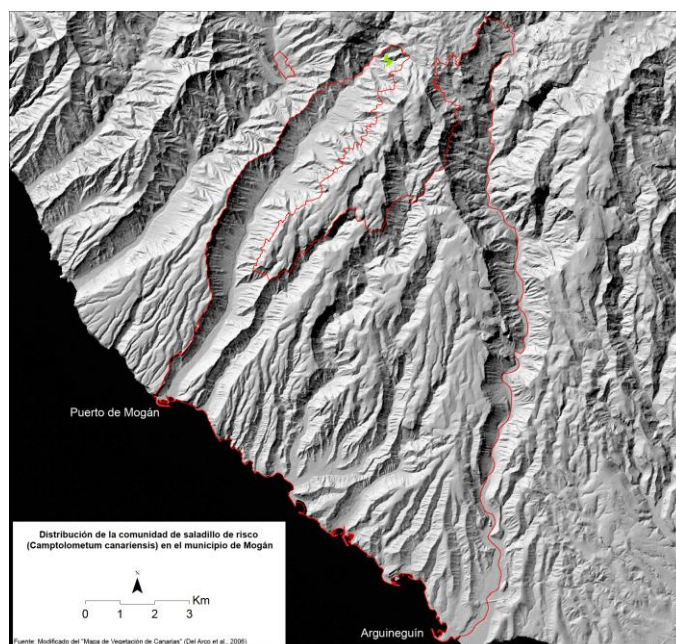 Puerto de Mogán
Distribución de la comunidad de saladillo de risco
(Camptolometum canariensis) en el municipio de Mogán
N
Km
0 1 2 3
Arguineguín
Fuente: Modificado del "Mapa de Vegetación de Canarias" (Del Arco et al., 2006)